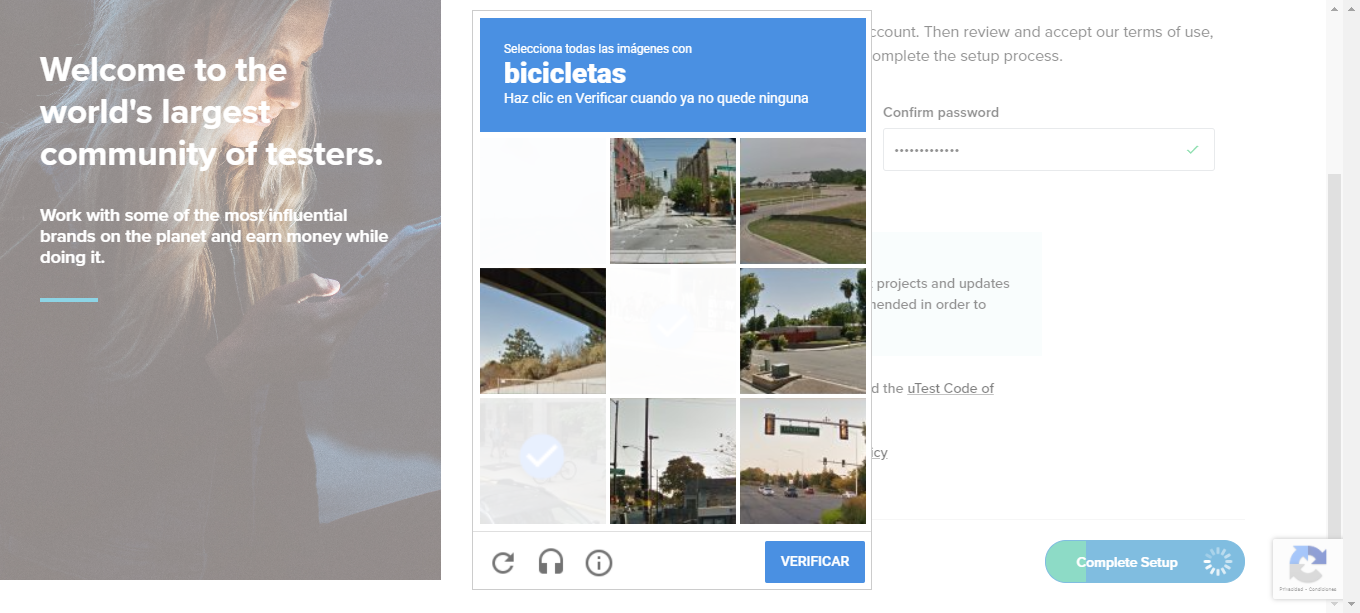 Welcome to the
world's largest
community of testers.
Work with some of the most influential
brands on the planet and earn money while
doing it.
Selecciona todas las imágenes con
bicicletas
Haz clic en Verificar cuando ya no quede ninguna
VERIFICAR
ccount. Then review and accept our terms of use,
omplete the setup process.
Confirm password
•••••••••••••
projects and updates
mended in order to
d the uTest Code of
icy
Complete Setup
Privacidad - Condiciones